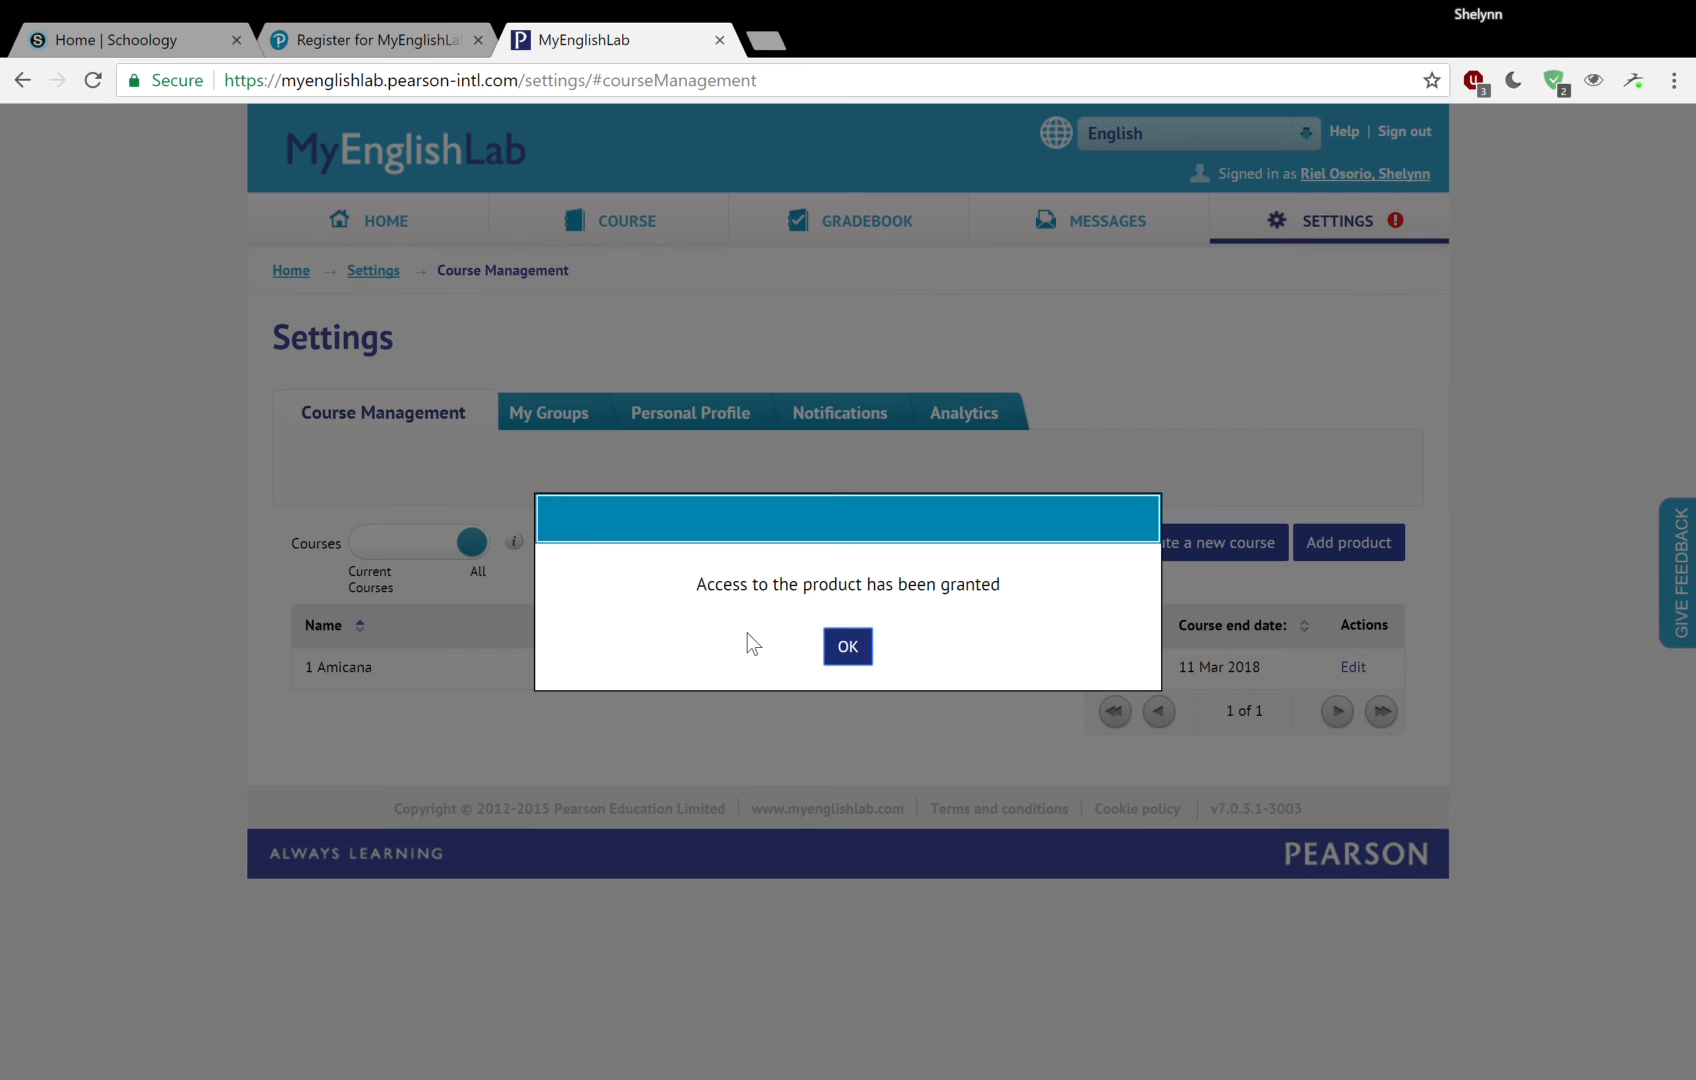 Shelynn
Home | Schoology
Register for MyEnglishLa
MyEnglishLab
Secure
https://myenglishlab.pearson-intl.com/settings/#courseManagement
3
2
MyEnglishLab
English
Help | Sign out
Signed in as Riel Osorio, Shelynn
HOME
COURSE
GRADEBOOK
MESSAGES
SETTINGS
Home → Settings → Course Management
Settings
Course Management
My Groups
Personal Profile
Notifications
Analytics
Courses
Current
Courses
All
te a new course
Add product
Access to the product has been granted
OK
Name
Course end date:
Actions
1 Amicana
11 Mar 2018
Edit
1 of 1
Copyright © 2012-2015 Pearson Education Limited
www.myenglishlab.com
Terms and conditions
Cookie policy
v7.0.3.1-3003
ALWAYS LEARNING
PEARSON
GIVE FEEDBACK